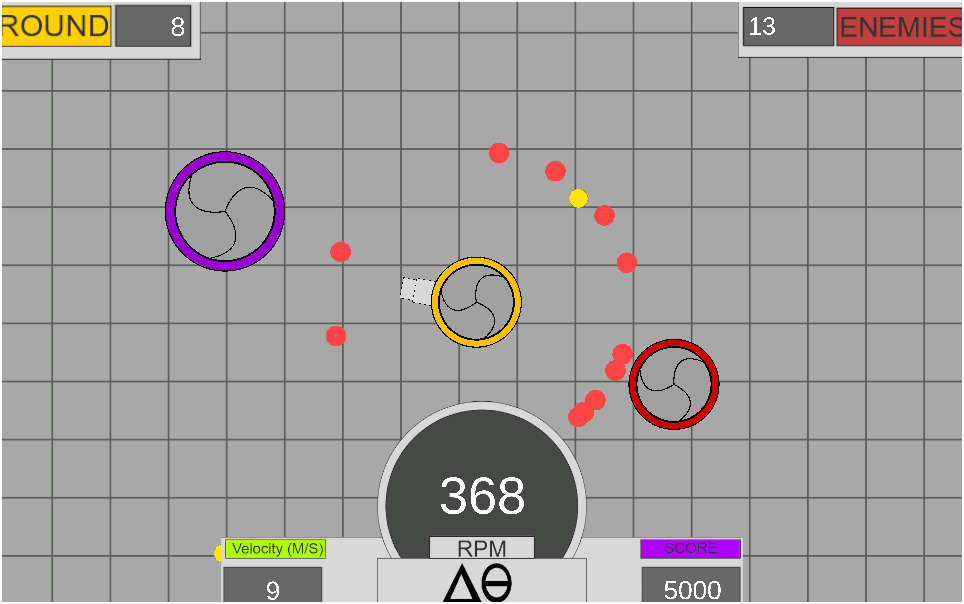 ROUND 8
13 ENEMIES
368
RPM
Velocity (M/S)
SCORE
9
Δθ
5000